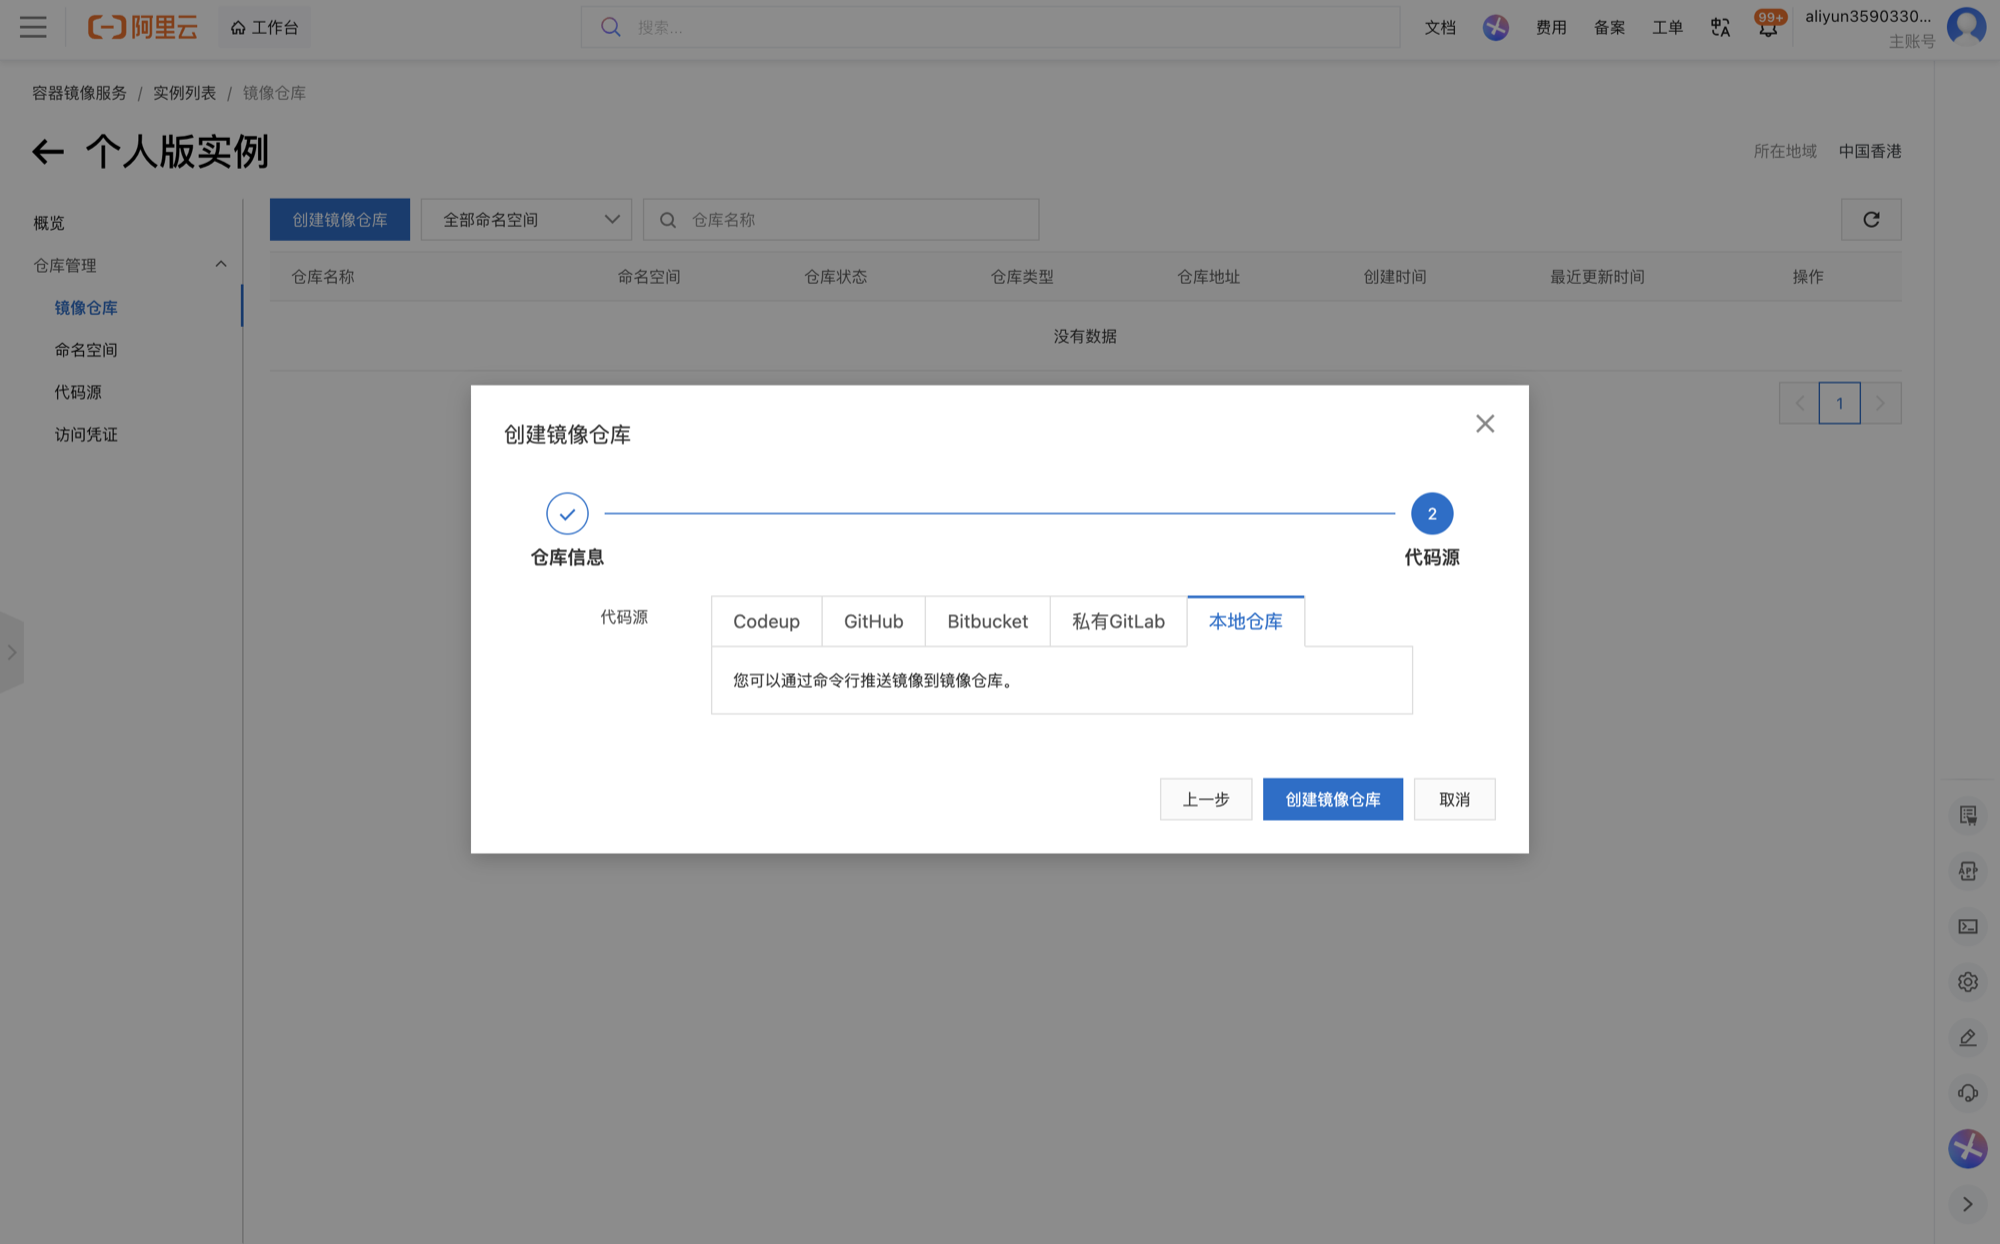 阿里云
工作台
搜索...
文档
费用
备案
工单
99+
aliyun3590330...
主账号
容器镜像服务 / 实例列表 / 镜像仓库
个人版实例
所在地域 中国香港
概览
仓库管理
镜像仓库
命名空间
代码源
访问凭证
创建镜像仓库
全部命名空间
仓库名称
仓库名称 命名空间 仓库状态 仓库类型 仓库地址 创建时间 最近更新时间 操作
没有数据
1
创建镜像仓库
2
仓库信息
代码源
代码源
Codeup
GitHub
Bitbucket
私有GitLab
本地仓库
您可以通过命令行推送镜像到镜像仓库。
上一步
创建镜像仓库
取消